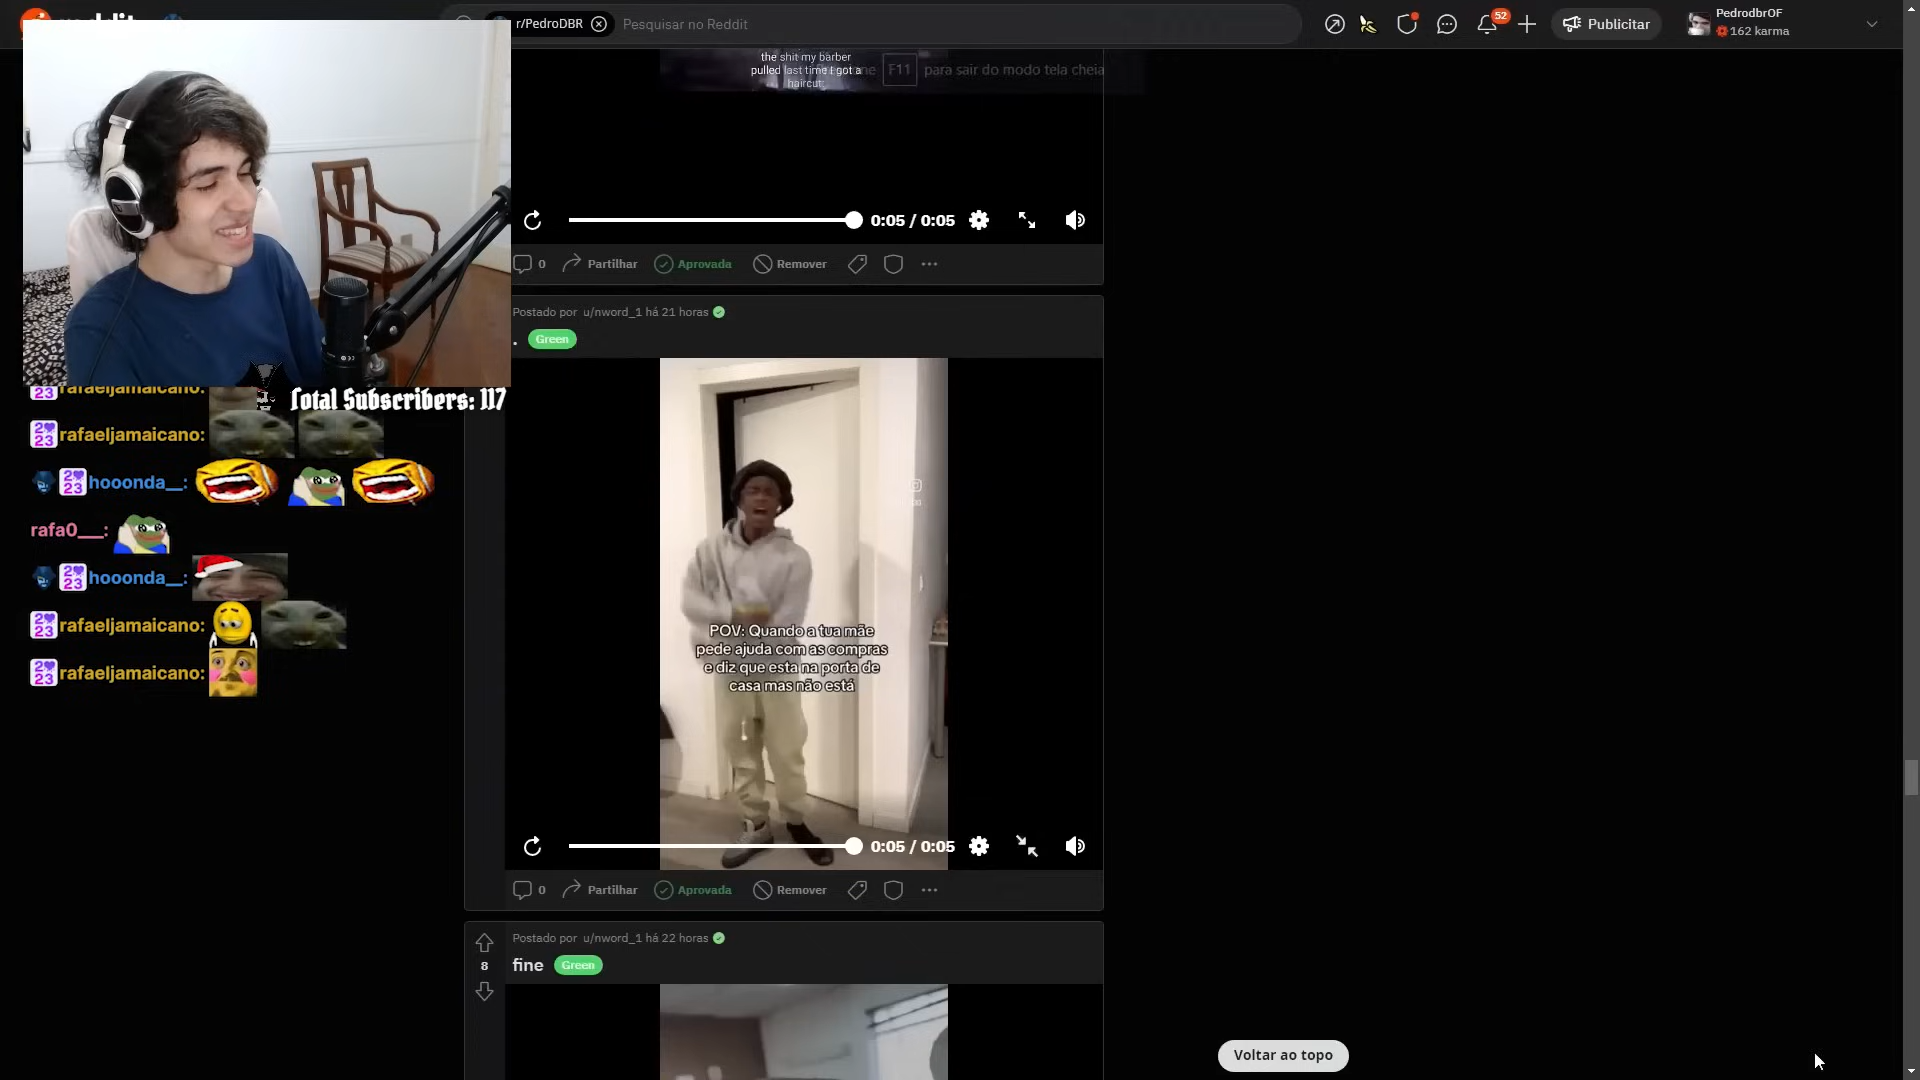 reddit
r/PedroDBR
Pesquisar no Reddit
52
Publicitar
PedrodbrOF
162 karma
the shit my barber
pulled last time I got a
haircut:
F11 para sair do modo tela cheia
0:05 / 0:05
0 Partilhar Aprovada Remover
Postado por u/nword_1 há 21 horas
. Green
POV: Quando a tua mãe
pede ajuda com as compras
e diz que esta na porta de
casa mas não está
0:05 / 0:05
0 Partilhar Aprovada Remover
Postado por u/nword_1 há 22 horas
8
fine Green
Voltar ao topo
Total Subscribers: 117
rafaeljamaicano:
rafaeljamaicano:
hooonda__:
rafa0___:
hooonda__:
rafaeljamaicano:
rafaeljamaicano: